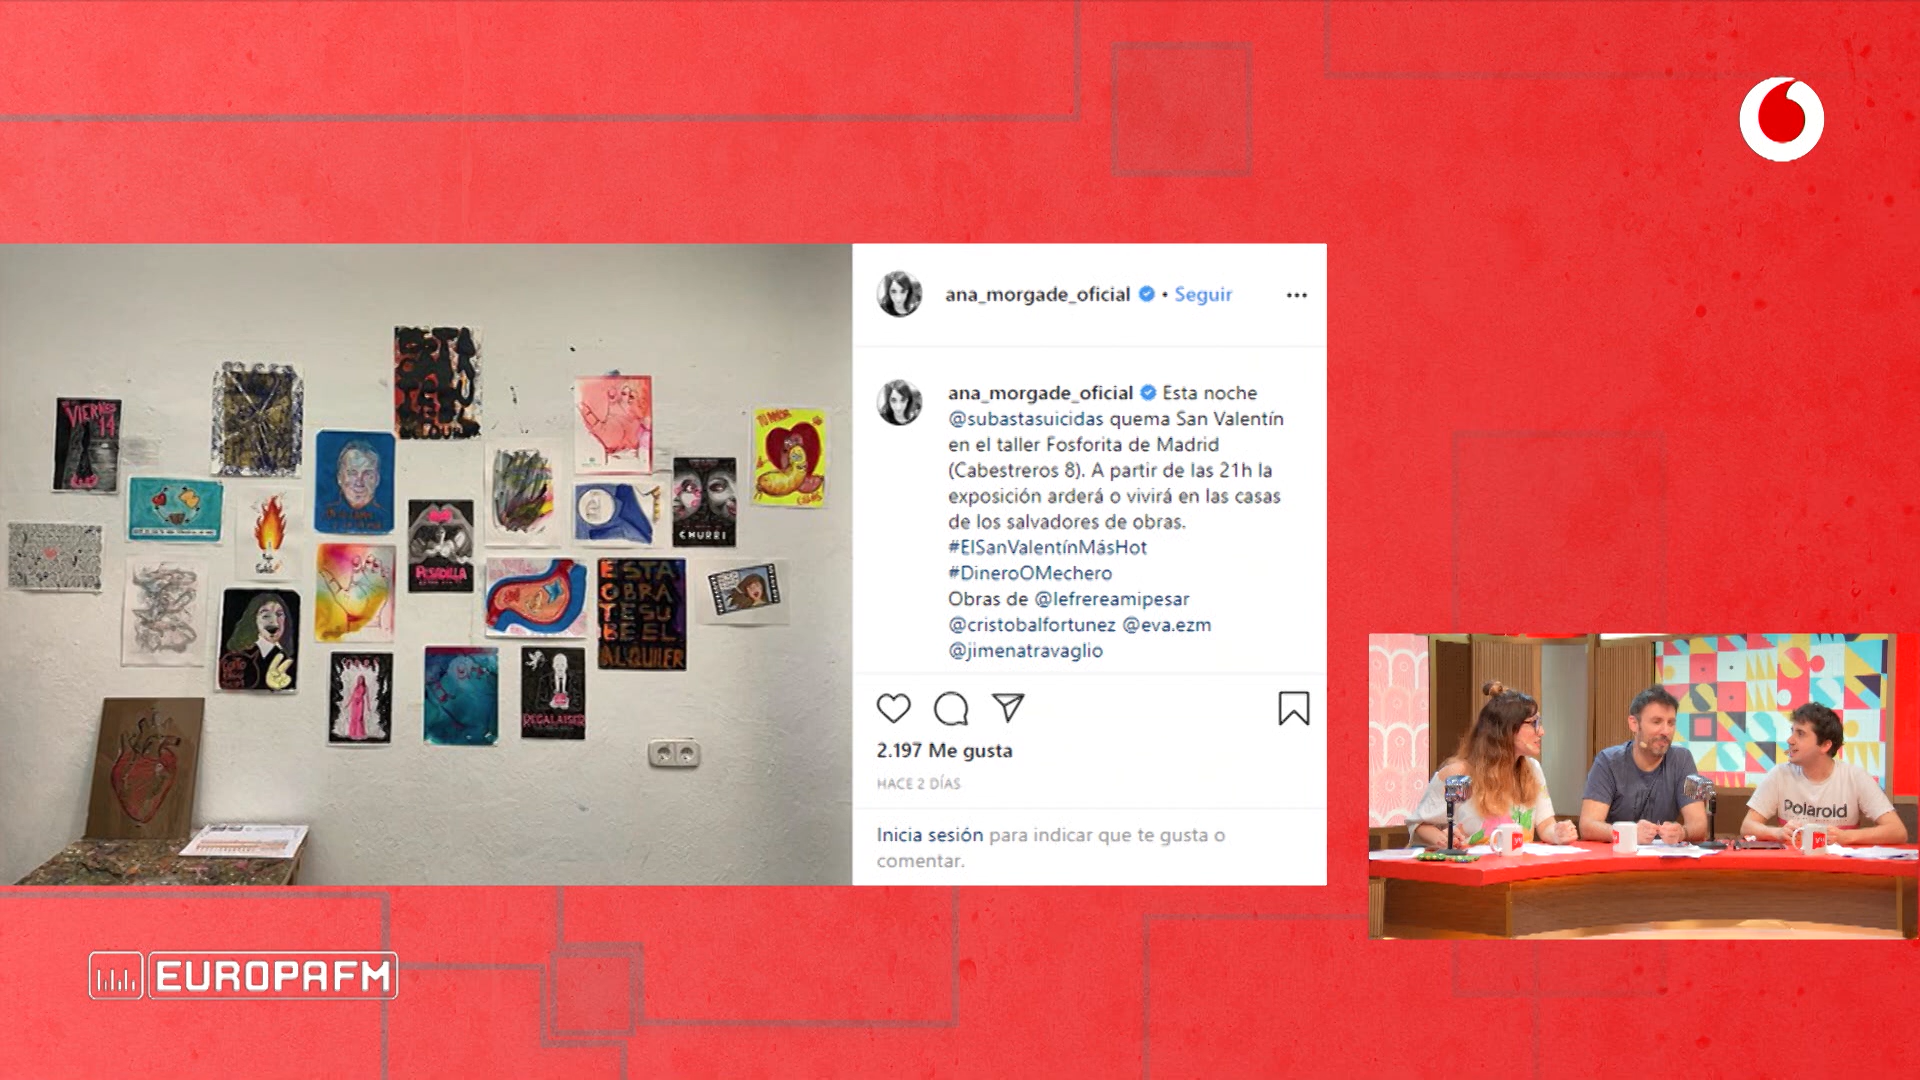 ana_morgade_oficial • Seguir
ana_morgade_oficial Esta noche
@subastasuicidas quema San Valentín
en el taller Fosforita de Madrid
(Cabestreros 8). A partir de las 21h la
exposición arderá o vivirá en las casas
de los salvadores de obras.
#ElSanValentínMásHot
#DineroOMechero
Obras de @lefrereamipesar
@cristobalfortunez @eva.ezm
@jimenatravaglio
2.197 Me gusta
HACE 2 DÍAS
Inicia sesión para indicar que te gusta o
comentar.
VIERNES
14
TU AMOR
CHURRI
PESADILLA
ESTA
OBRA
TE SU
BE EL
ALQUILER
REGALAISER
Polaroid
EUROPAFM